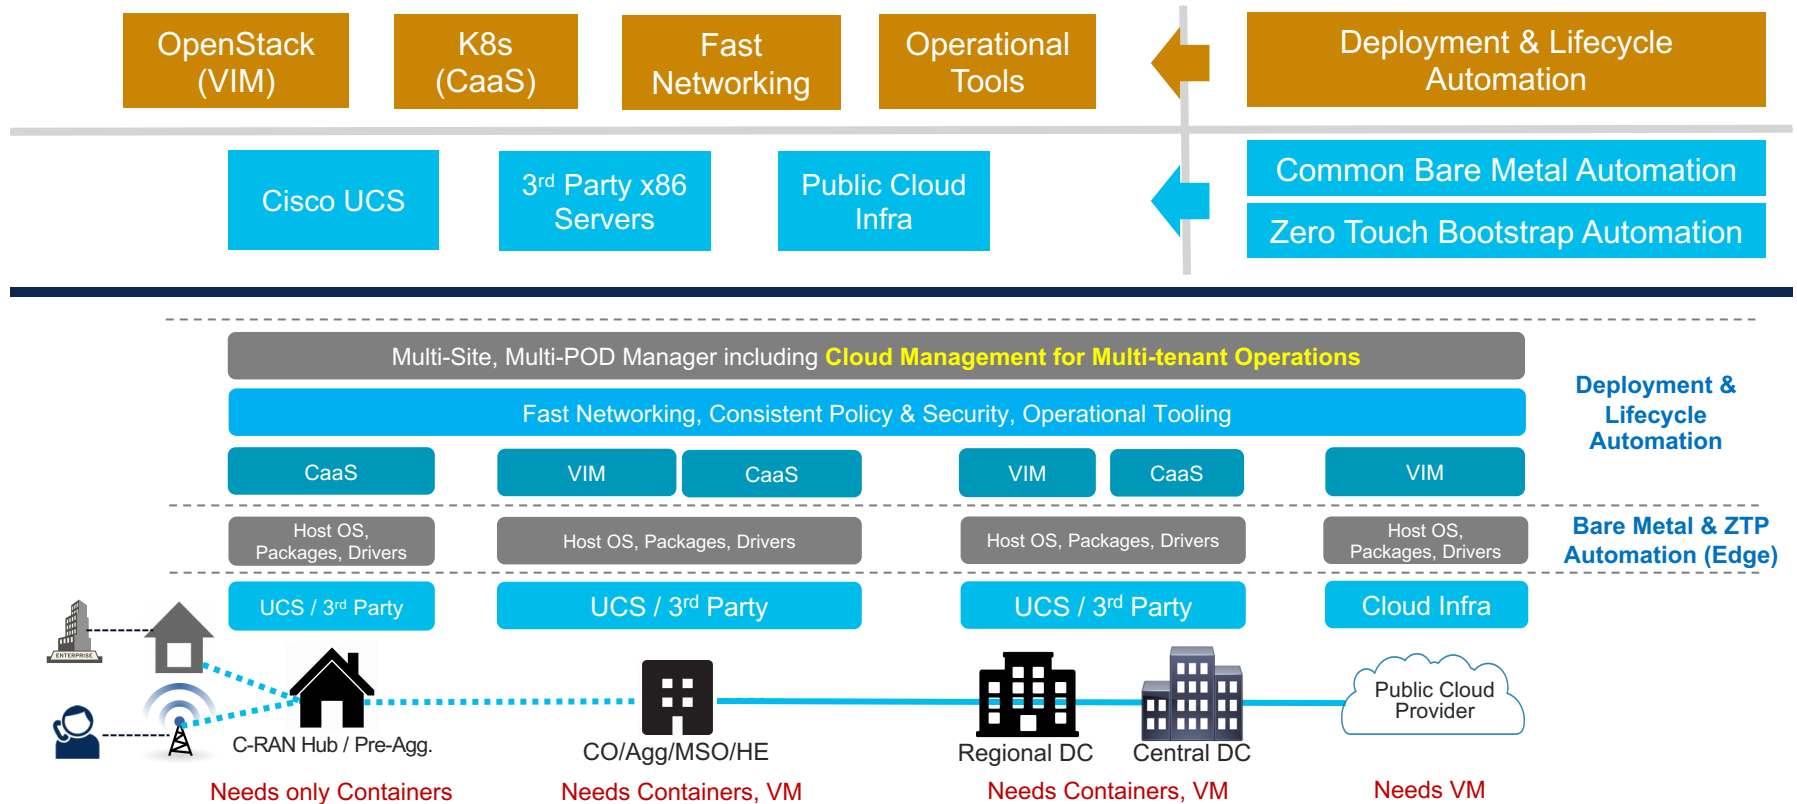 OpenStack
(VIM)
K8s
(CaaS)
Fast
Networking
Operational
Tools
Deployment & Lifecycle
Automation
Cisco UCS
3rd Party x86
Servers
Public Cloud
Infra
Common Bare Metal Automation
Zero Touch Bootstrap Automation
Multi-Site, Multi-POD Manager including Cloud Management for Multi-tenant Operations
Fast Networking, Consistent Policy & Security, Operational Tooling
Deployment &
Lifecycle
Automation
CaaS
VIM
CaaS
VIM
CaaS
VIM
Host OS,
Packages, Drivers
Host OS, Packages, Drivers
Host OS, Packages, Drivers
Host OS,
Packages, Drivers
Bare Metal & ZTP
Automation (Edge)
UCS / 3rd Party
UCS / 3rd Party
UCS / 3rd Party
Cloud Infra
ENTERPRISE
Public Cloud
Provider
C-RAN Hub / Pre-Agg.
CO/Agg/MSO/HE
Regional DC
Central DC
Needs only Containers
Needs Containers, VM
Needs Containers, VM
Needs VM